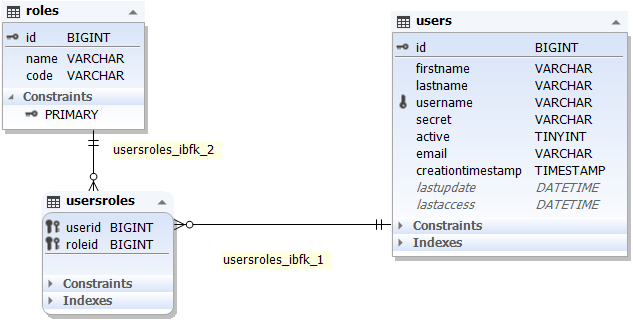 roles
id BIGINT
name VARCHAR
code VARCHAR
Constraints
PRIMARY
usersroles_ibfk_2
usersroles
userid BIGINT
roleid BIGINT
Constraints
Indexes
usersroles_ibfk_1
users
id BIGINT
firstname VARCHAR
lastname VARCHAR
username VARCHAR
secret VARCHAR
active TINYINT
email VARCHAR
creationtimestamp TIMESTAMP
lastupdate DATETIME
lastaccess DATETIME
Constraints
Indexes